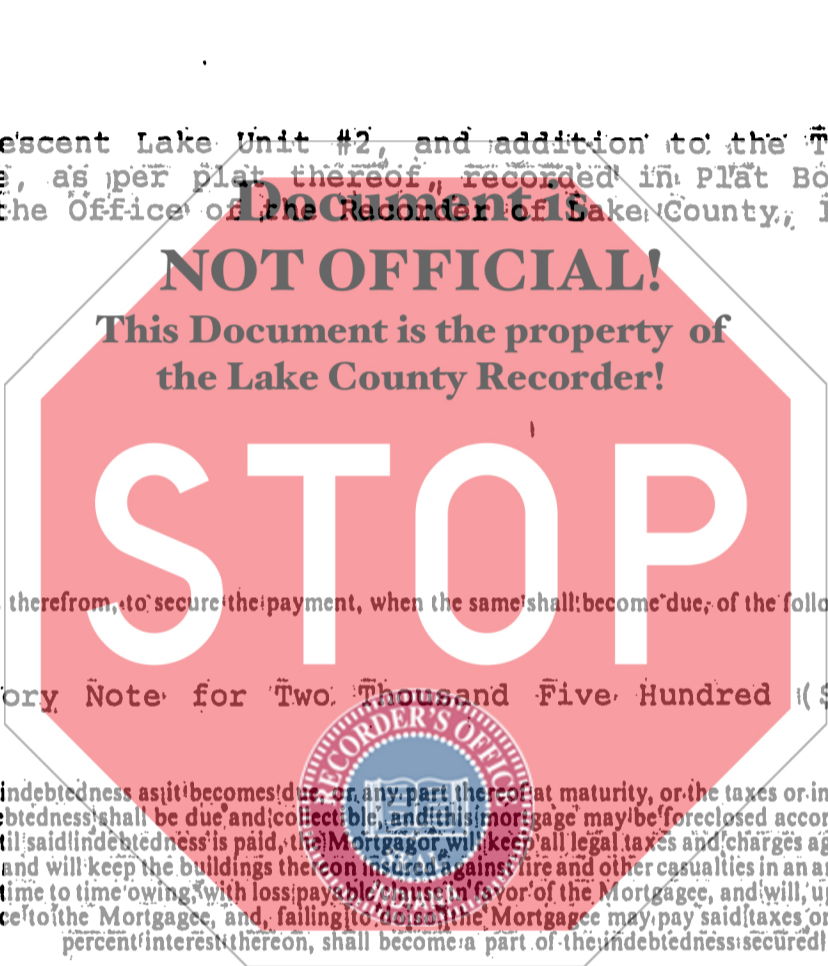 escent Lake Unit #2, and addition to the T
, as per plat thereof, recorded in Plat Bo
the Office of the Recorder of Lake County, I
Document is
NOT OFFICIAL!
This Document is the property of
the Lake County Recorder!
STOP
therefrom, to secure the payment, when the same shall become due, of the follo
ory Note for Two Thousand Five Hundred ($
RECORDER'S OFFICE
SEAL
INDIANA
indebtedness as it becomes due, or any part thereof at maturity, or the taxes or in
ebtedness shall be due and collectible, and this mortgage may be foreclosed accor
til said indebtedness is paid, the Mortgagor will keep all legal taxes and charges ag
and will keep the buildings thereon insured against fire and other casualties in an a
time to time owing, with loss payable clause in favor of the Mortgagee, and will, u
ce to the Mortgagee, and, failing to do so, the Mortgagee may pay said taxes or
percent interest thereon, shall become a part of the indebtedness secured